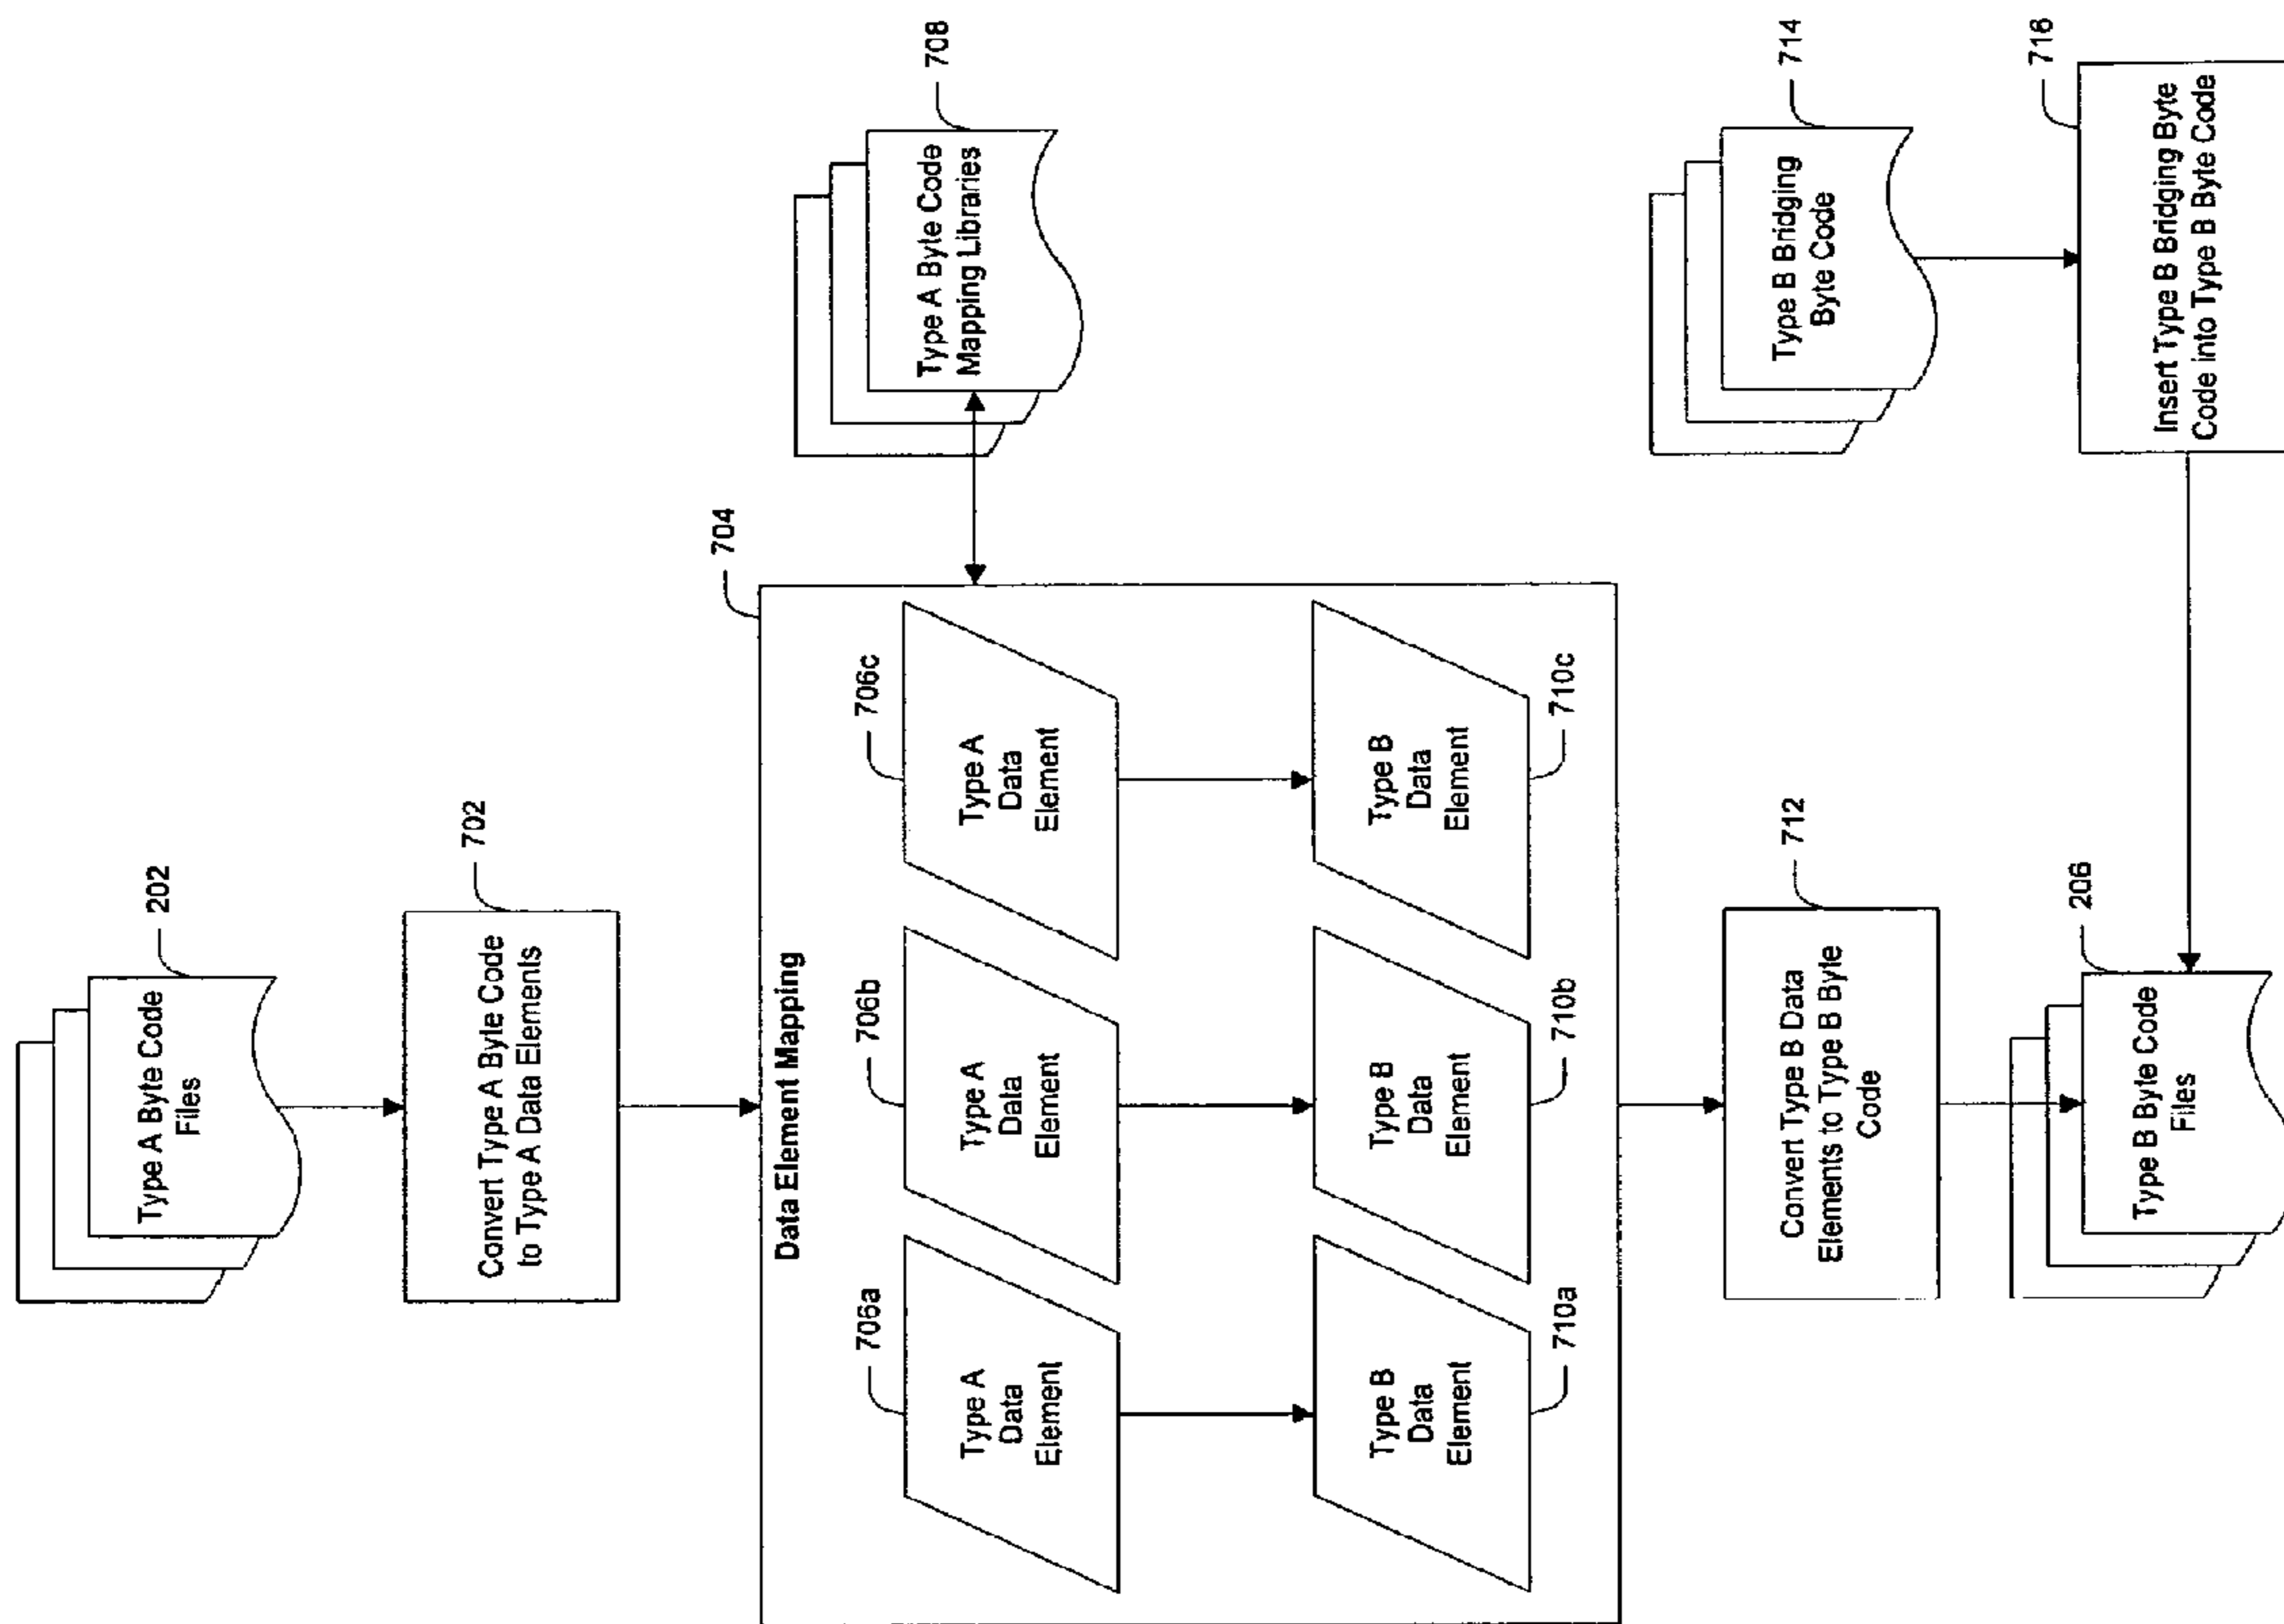 202
Type A Byte Code
Files
702
Convert Type A Byte Code
to Type A Data Elements
704
Data Element Mapping
706a
Type A
Data
Element
706b
Type A
Data
Element
706c
Type A
Data
Element
708
Type A Byte Code
Mapping Libraries
710a
Type B
Data
Element
710b
Type B
Data
Element
710c
Type B
Data
Element
712
Convert Type B Data
Elements to Type B Byte
Code
714
Type B Bridging
Byte Code
206
Type B Byte Code
Files
716
Insert Type B Bridging Byte
Code into Type B Byte Code